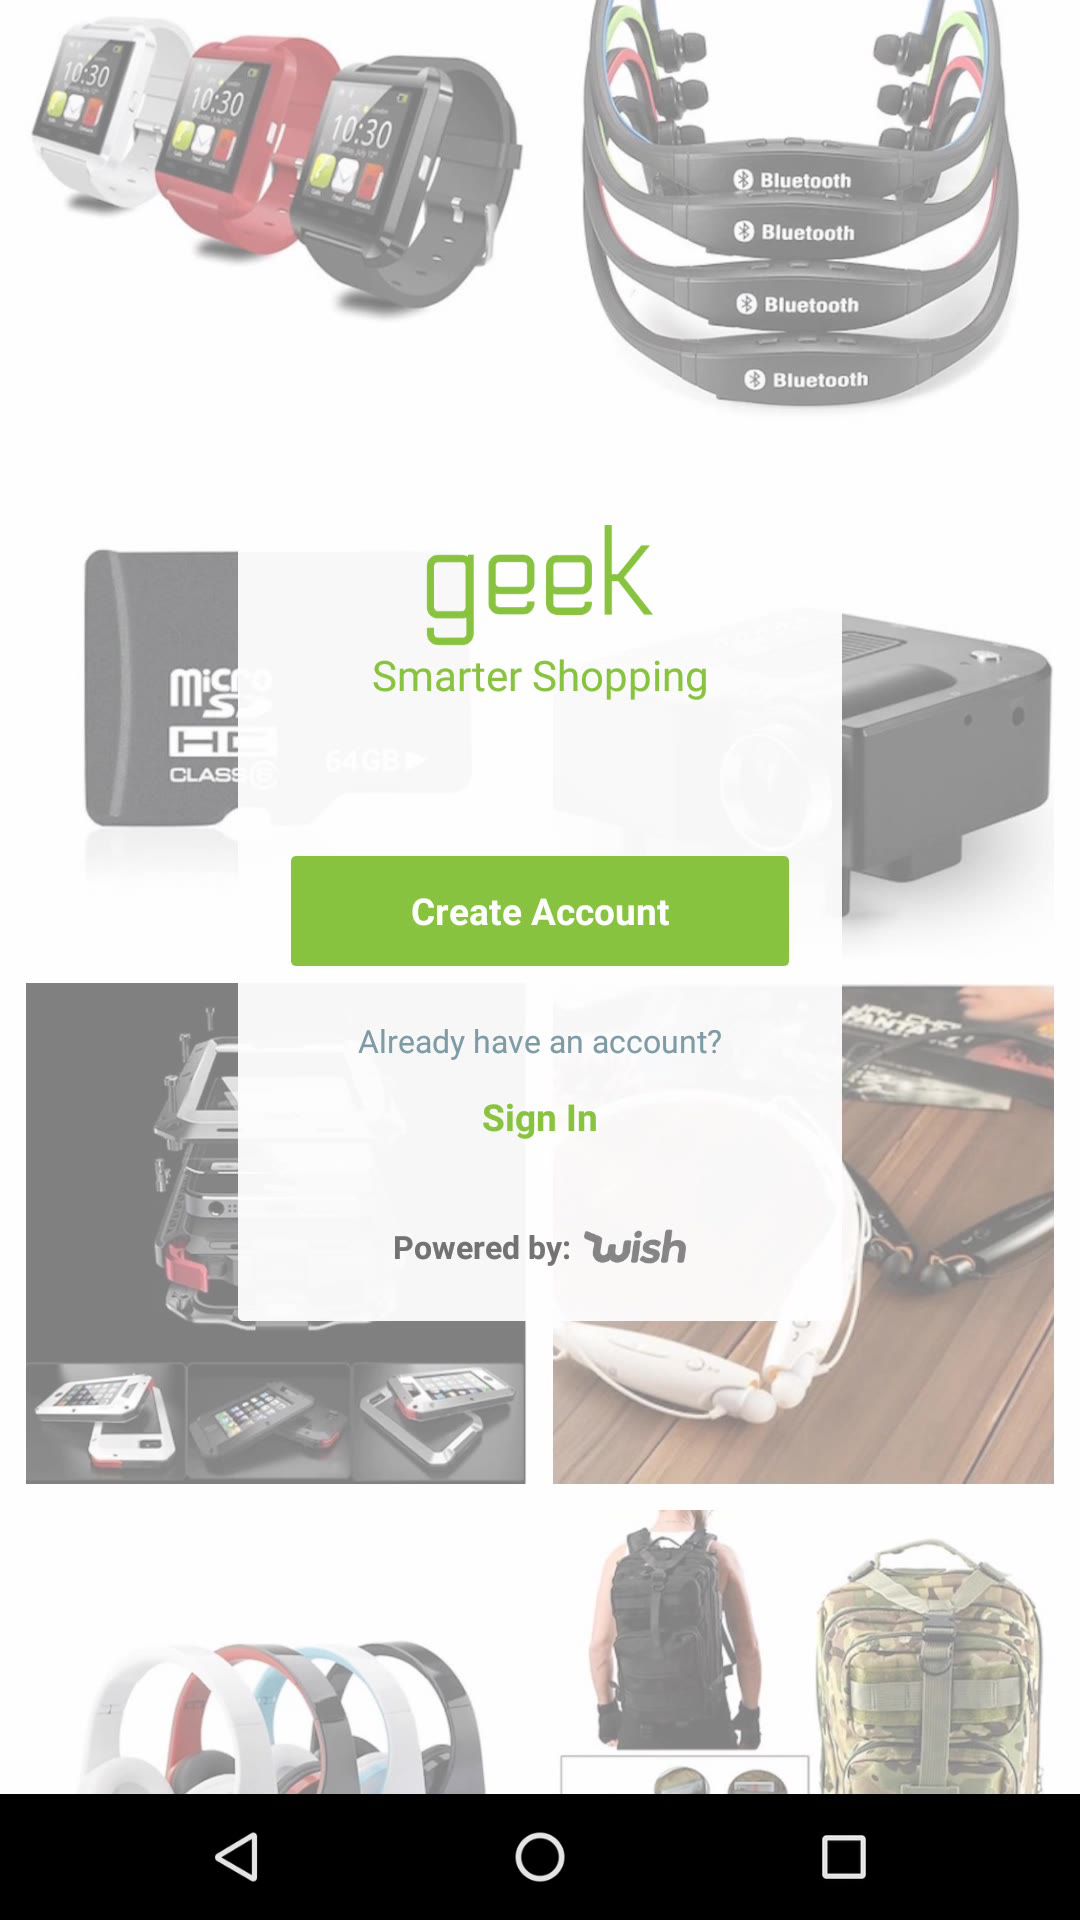 10:30
10:30
10:30
Bluetooth
Bluetooth
Bluetooth
Bluetooth
geek
Smarter Shopping
micro
HC
CLASS 6
64GB
Create Account
Already have an account?
Sign In
Powered by: wish